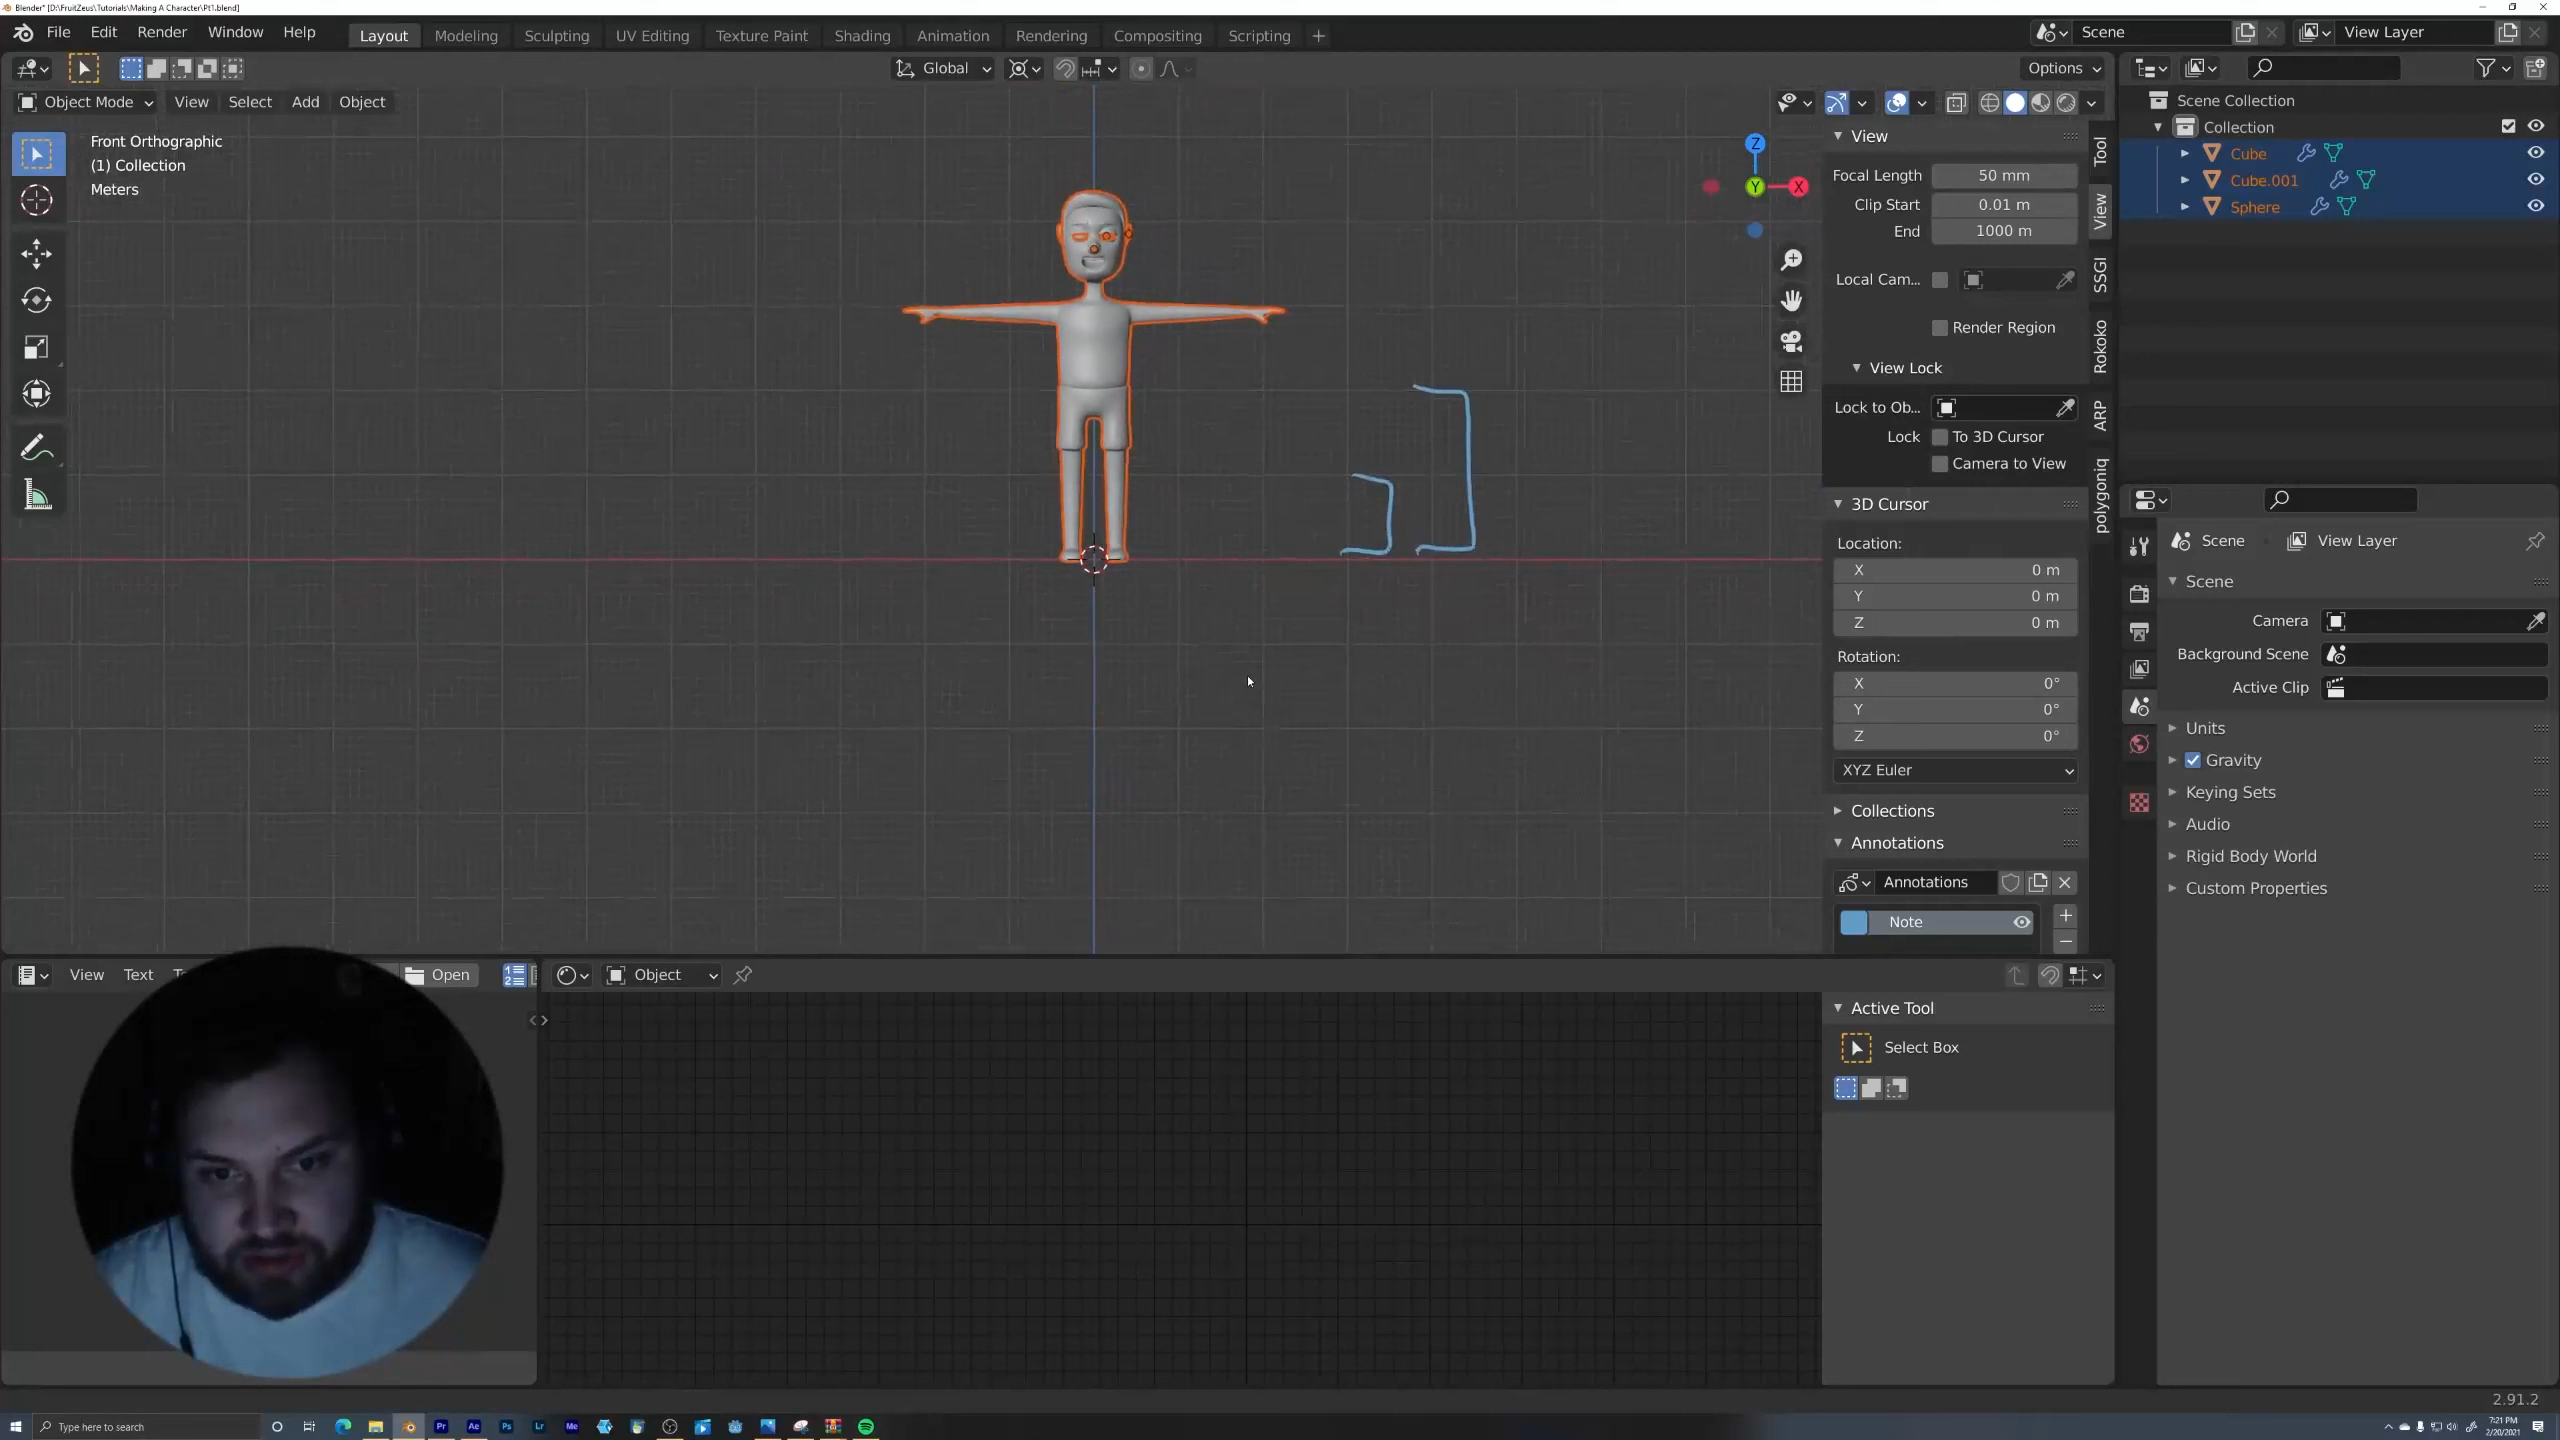 Blender* [D:\FruitZeus\Tutorials\Making A Character\Pt1.blend]
File Edit Render Window Help Layout Modeling Sculpting UV Editing Texture Paint Shading Animation Rendering Compositing Scripting + Scene View Layer
Global Options
Object Mode View Select Add Object
Front Orthographic
(1) Collection
Meters
Z
Y
X
View
Focal Length 50 mm
Clip Start 0.01 m
End 1000 m
Local Cam...
Render Region
View Lock
Lock to Ob...
Lock To 3D Cursor
Camera to View
3D Cursor
Location:
X 0 m
Y 0 m
Z 0 m
Rotation:
X 0°
Y 0°
Z 0°
XYZ Euler
Collections
Annotations
Annotations
Note
Tool
View
SSGI
Rokoko
ARP
polygoniq
Scene Collection
Collection
Cube
Cube.001
Sphere
Scene View Layer
Scene
Camera
Background Scene
Active Clip
Units
Gravity
Keying Sets
Audio
Rigid Body World
Custom Properties
View Text Open Object
Active Tool
Select Box
2.91.2
Type here to search
Pr Ae Ps Lr Me
7:21 PM
2/20/2021